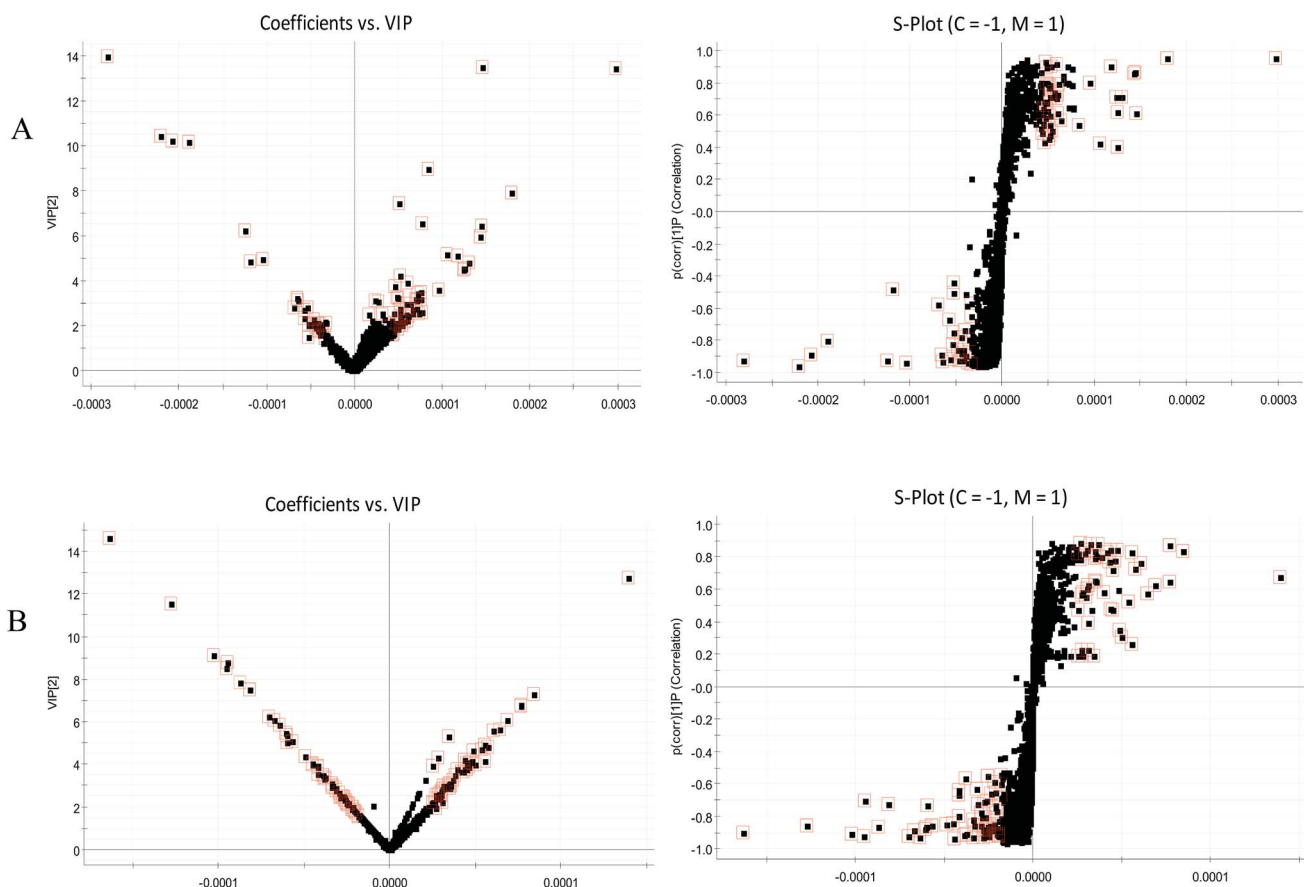 Coefficients vs. VIP
S-Plot (C = -1, M = 1)
A
VIP[2]
14
12
10
8
6
4
2
0
-0.0003 -0.0002 -0.0001 0.0000 0.0001 0.0002 0.0003
p(corr)[1]P (Correlation)
1.0
0.8
0.6
0.4
0.2
-0.0
-0.2
-0.4
-0.6
-0.8
-1.0
-0.0003 -0.0002 -0.0001 0.0000 0.0001 0.0002 0.0003
Coefficients vs. VIP
S-Plot (C = -1, M = 1)
B
VIP[2]
14
12
10
8
6
4
2
0
-0.0001 0.0000 0.0001
p(corr)[1]P (Correlation)
1.0
0.8
0.6
0.4
0.2
-0.0
-0.2
-0.4
-0.6
-0.8
-1.0
-0.0001 0.0000 0.0001